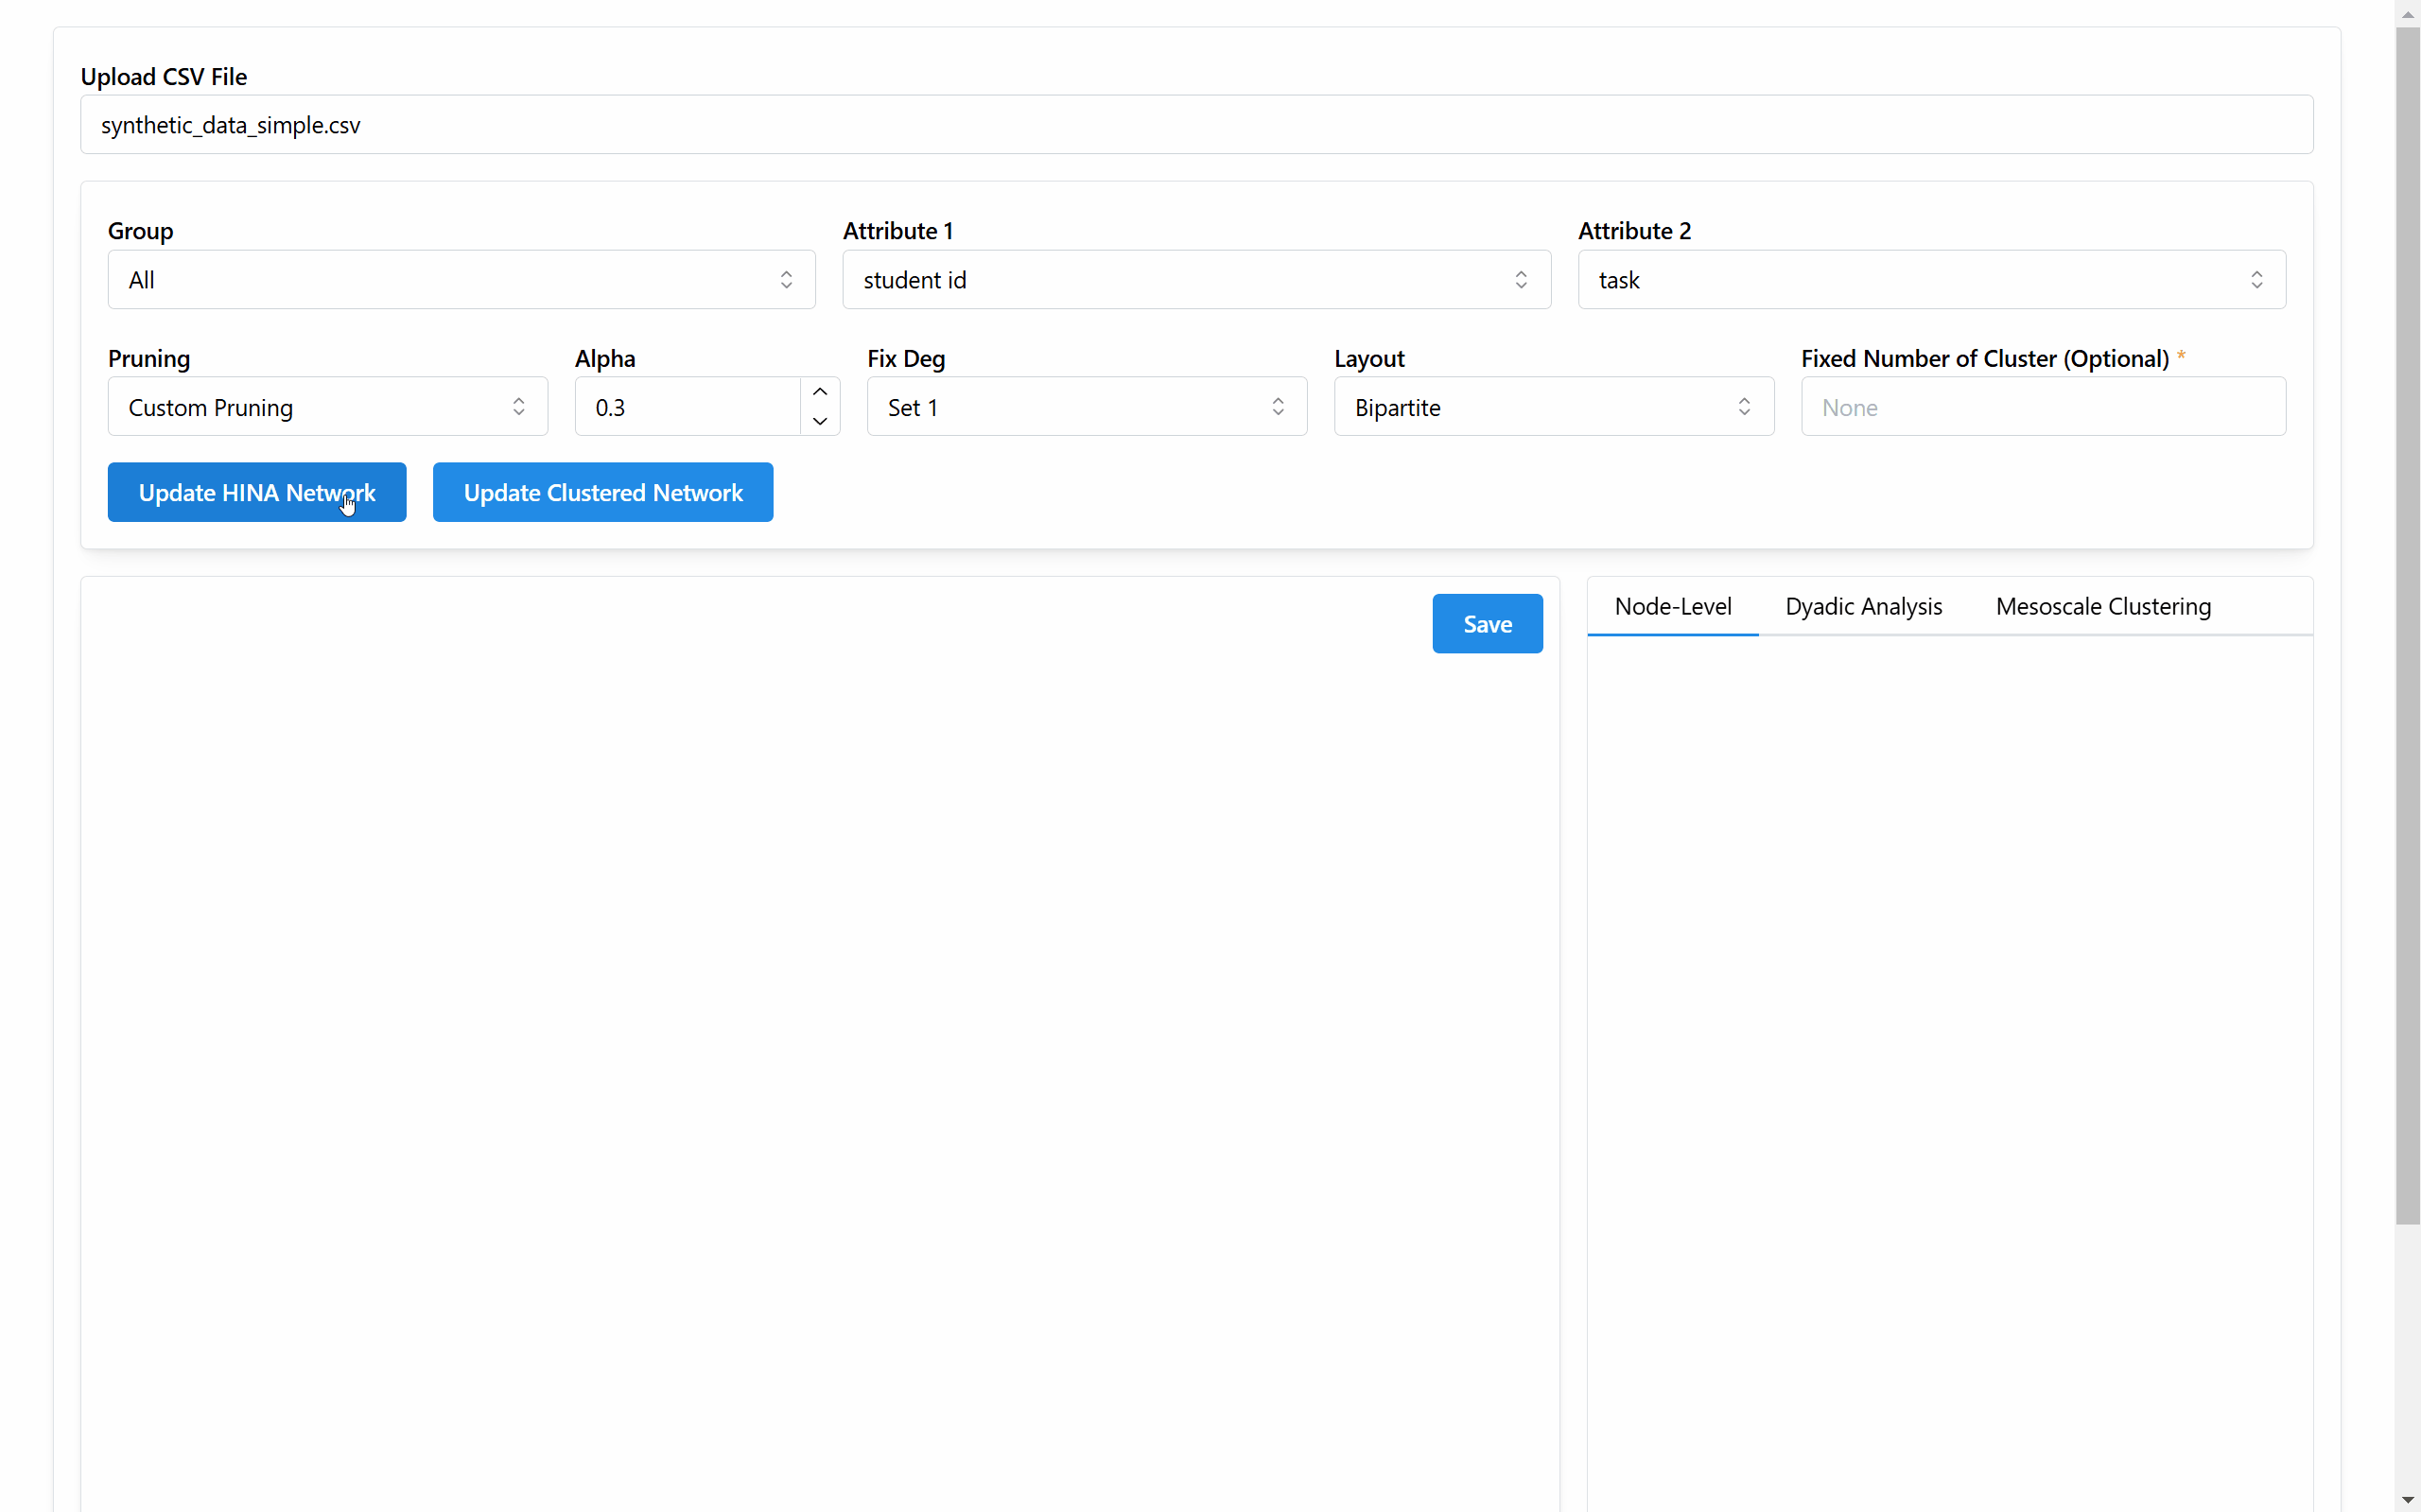 Upload CSV File
synthetic_data_simple.csv
Group
Attribute 1
Attribute 2
All
student id
task
Pruning
Alpha
Fix Deg
Layout
Fixed Number of Cluster (Optional) *
Custom Pruning
0.3
Set 1
Bipartite
None
Update HINA Network
Update Clustered Network
Save
Node-Level
Dyadic Analysis
Mesoscale Clustering